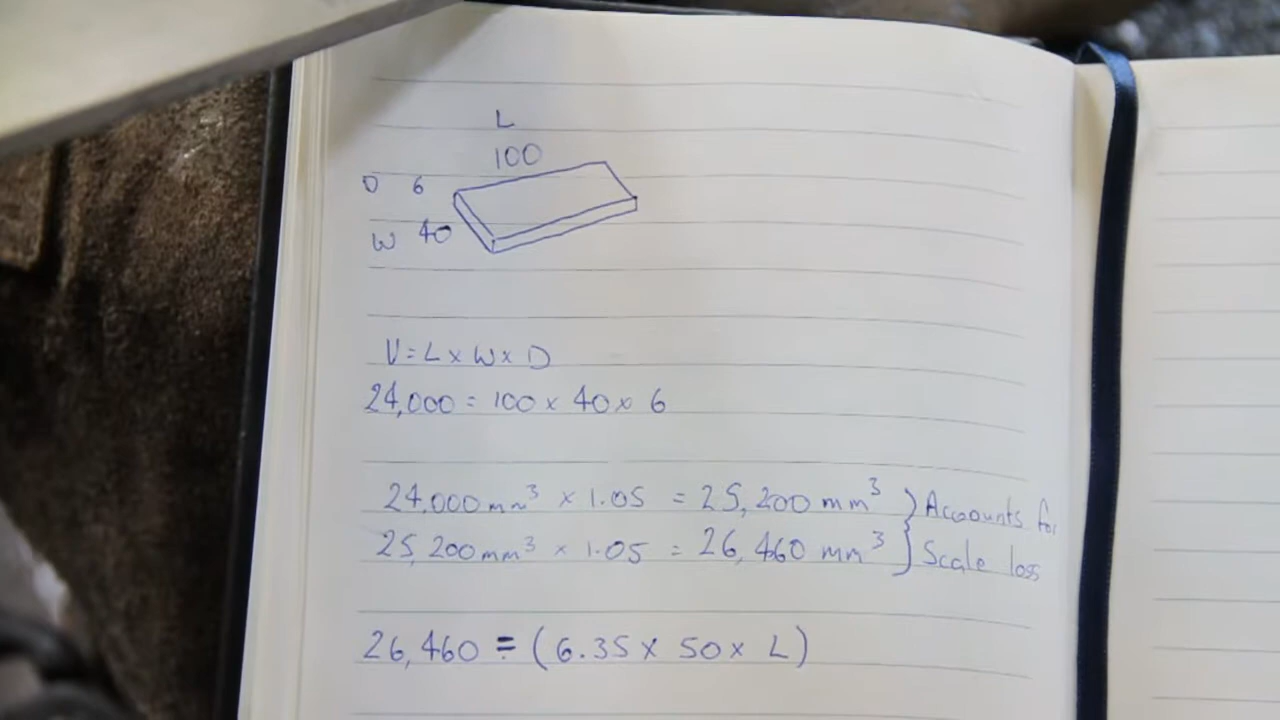 L
100
D 6
W 40
V = L x W x D
24,000 = 100 x 40 x 6
24,000 mm³ x 1.05 = 25,200 mm³ } Accounts for
25,200 mm³ x 1.05 = 26,460 mm³ } Scale loss
26,460 = (6.35 x 50 x L)